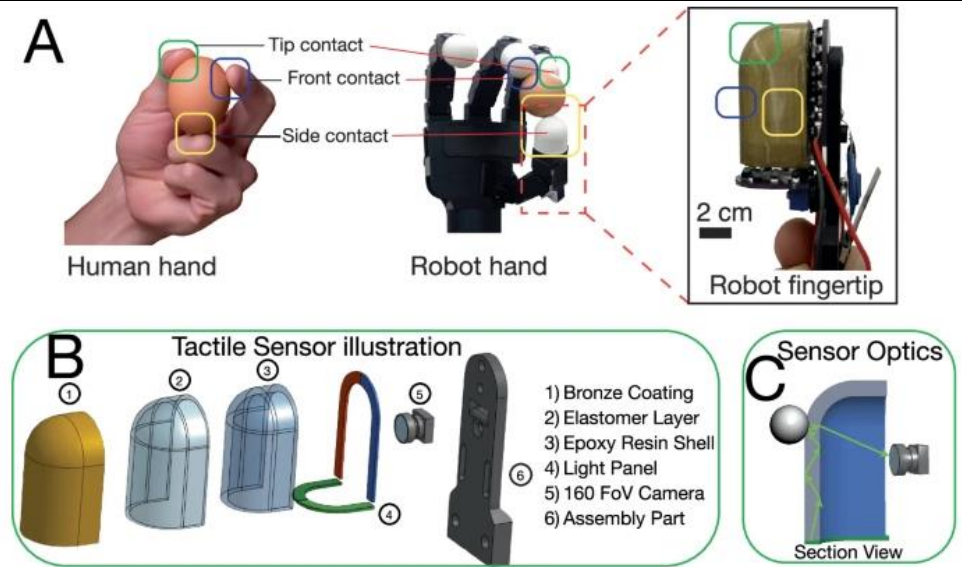 A
Tip contact
Front contact
Side contact
2 cm
Human hand
Robot hand
Robot fingertip
B
Tactile Sensor illustration
1
2
3
5
6
4
1) Bronze Coating
2) Elastomer Layer
3) Epoxy Resin Shell
4) Light Panel
5) 160 FoV Camera
6) Assembly Part
C
Sensor Optics
Section View